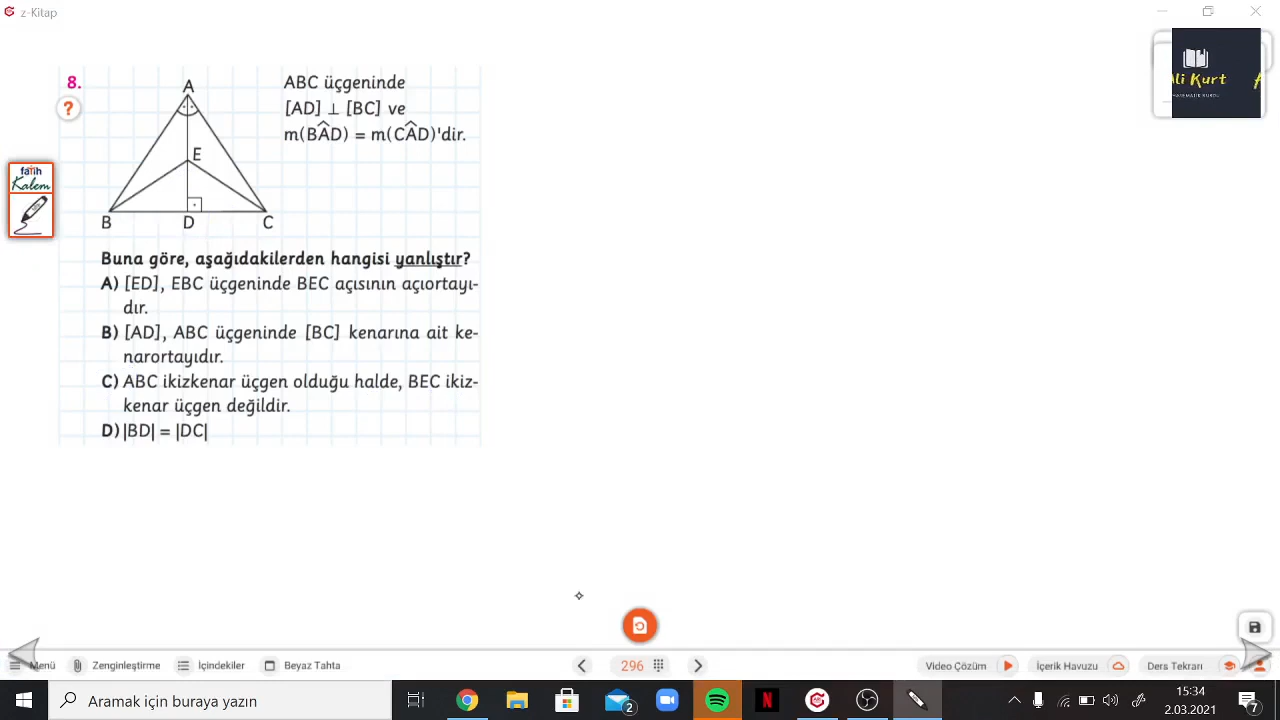 z-Kitap
8.
?
A
E
B
D
C
ABC üçgeninde
[AD] ⊥ [BC] ve
m(BÂD) = m(CÂD)'dir.
Ali Kurt
fatih
Kalem
Buna göre, aşağıdakilerden hangisi yanlıştır?
A) [ED], EBC üçgeninde BEC açısının açıortayı-
dır.
B) [AD], ABC üçgeninde [BC] kenarına ait ke-
narortayıdır.
C) ABC ikizkenar üçgen olduğu halde, BEC ikiz-
kenar üçgen değildir.
D) |BD| = |DC|
Menü Zenginleştirme İçindekiler Beyaz Tahta 296 Video Çözüm İçerik Havuzu Ders Tekrarı
Aramak için buraya yazın
2
N
15:34
2.03.2021
7